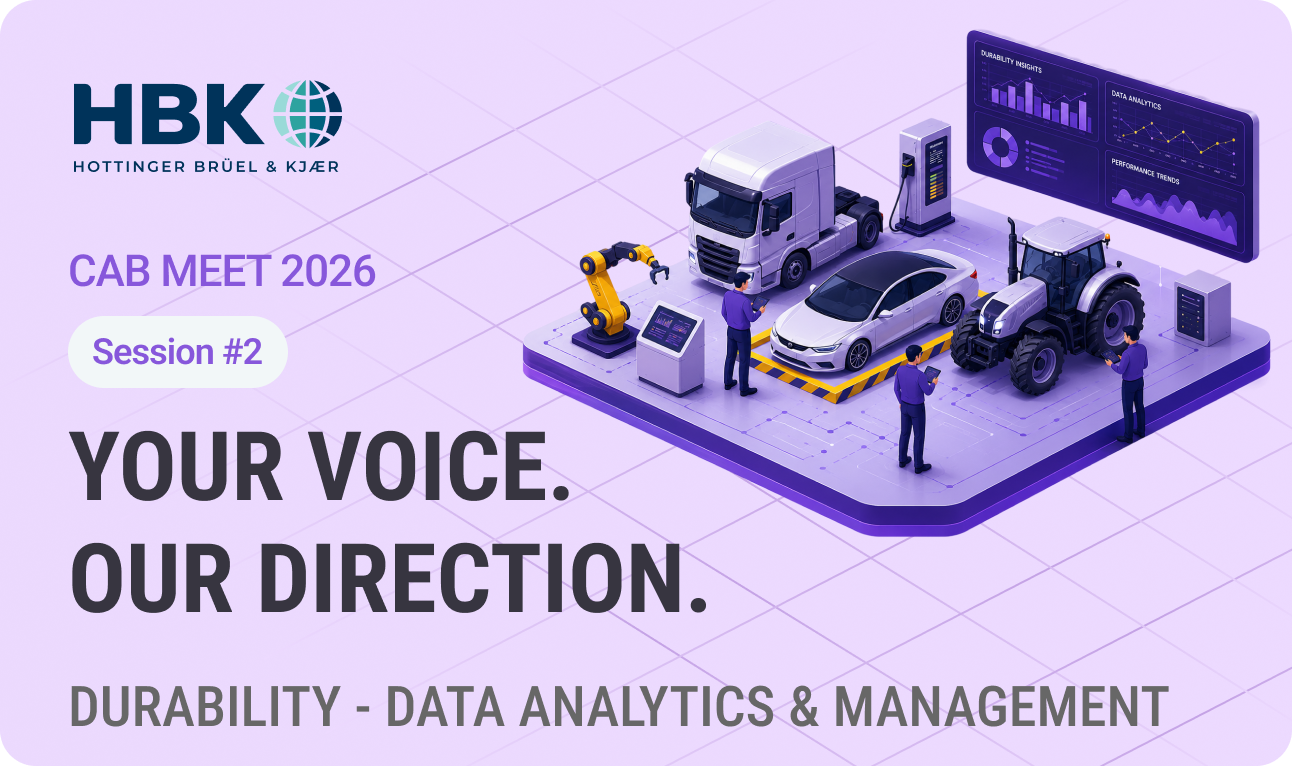 HBK
HOTTINGER BRÜEL & KJÆR
CAB MEET 2026
Session #2
YOUR VOICE.
OUR DIRECTION.
DURABILITY - DATA ANALYTICS & MANAGEMENT
DURABILITY INSIGHTS
DATA ANALYTICS
PERFORMANCE TRENDS